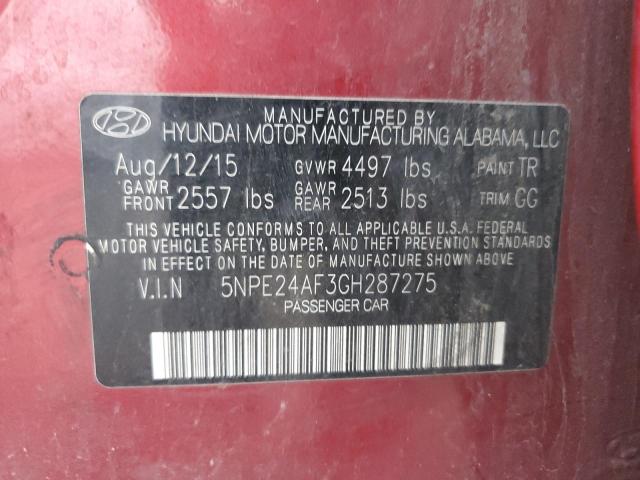 MANUFACTURED BY
HYUNDAI MOTOR MANUFACTURING ALABAMA, LLC
Aug/12/15 GVWR 4497 lbs PAINT TR
GAWR FRONT 2557 lbs GAWR REAR 2513 lbs TRIM GG
THIS VEHICLE CONFORMS TO ALL APPLICABLE U.S.A. FEDERAL
MOTOR VEHICLE SAFETY, BUMPER, AND THEFT PREVENTION STANDARDS
IN EFFECT ON THE DATE OF MANUFACTURE SHOWN ABOVE.
V.I.N 5NPE24AF3GH287275
PASSENGER CAR